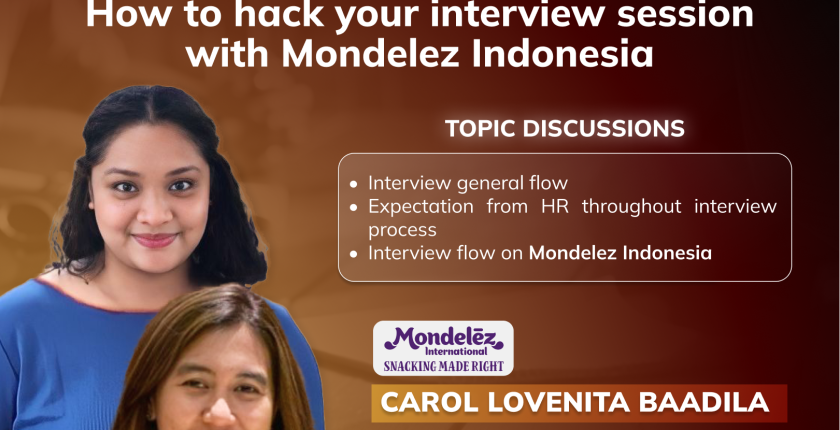 How to hack your interview session
with Mondelez Indonesia
TOPIC DISCUSSIONS
• Interview general flow
• Expectation from HR throughout interview
process
• Interview flow on Mondelez Indonesia
Mondelēz
International
SNACKING MADE RIGHT
CAROL LOVENITA BAADILA